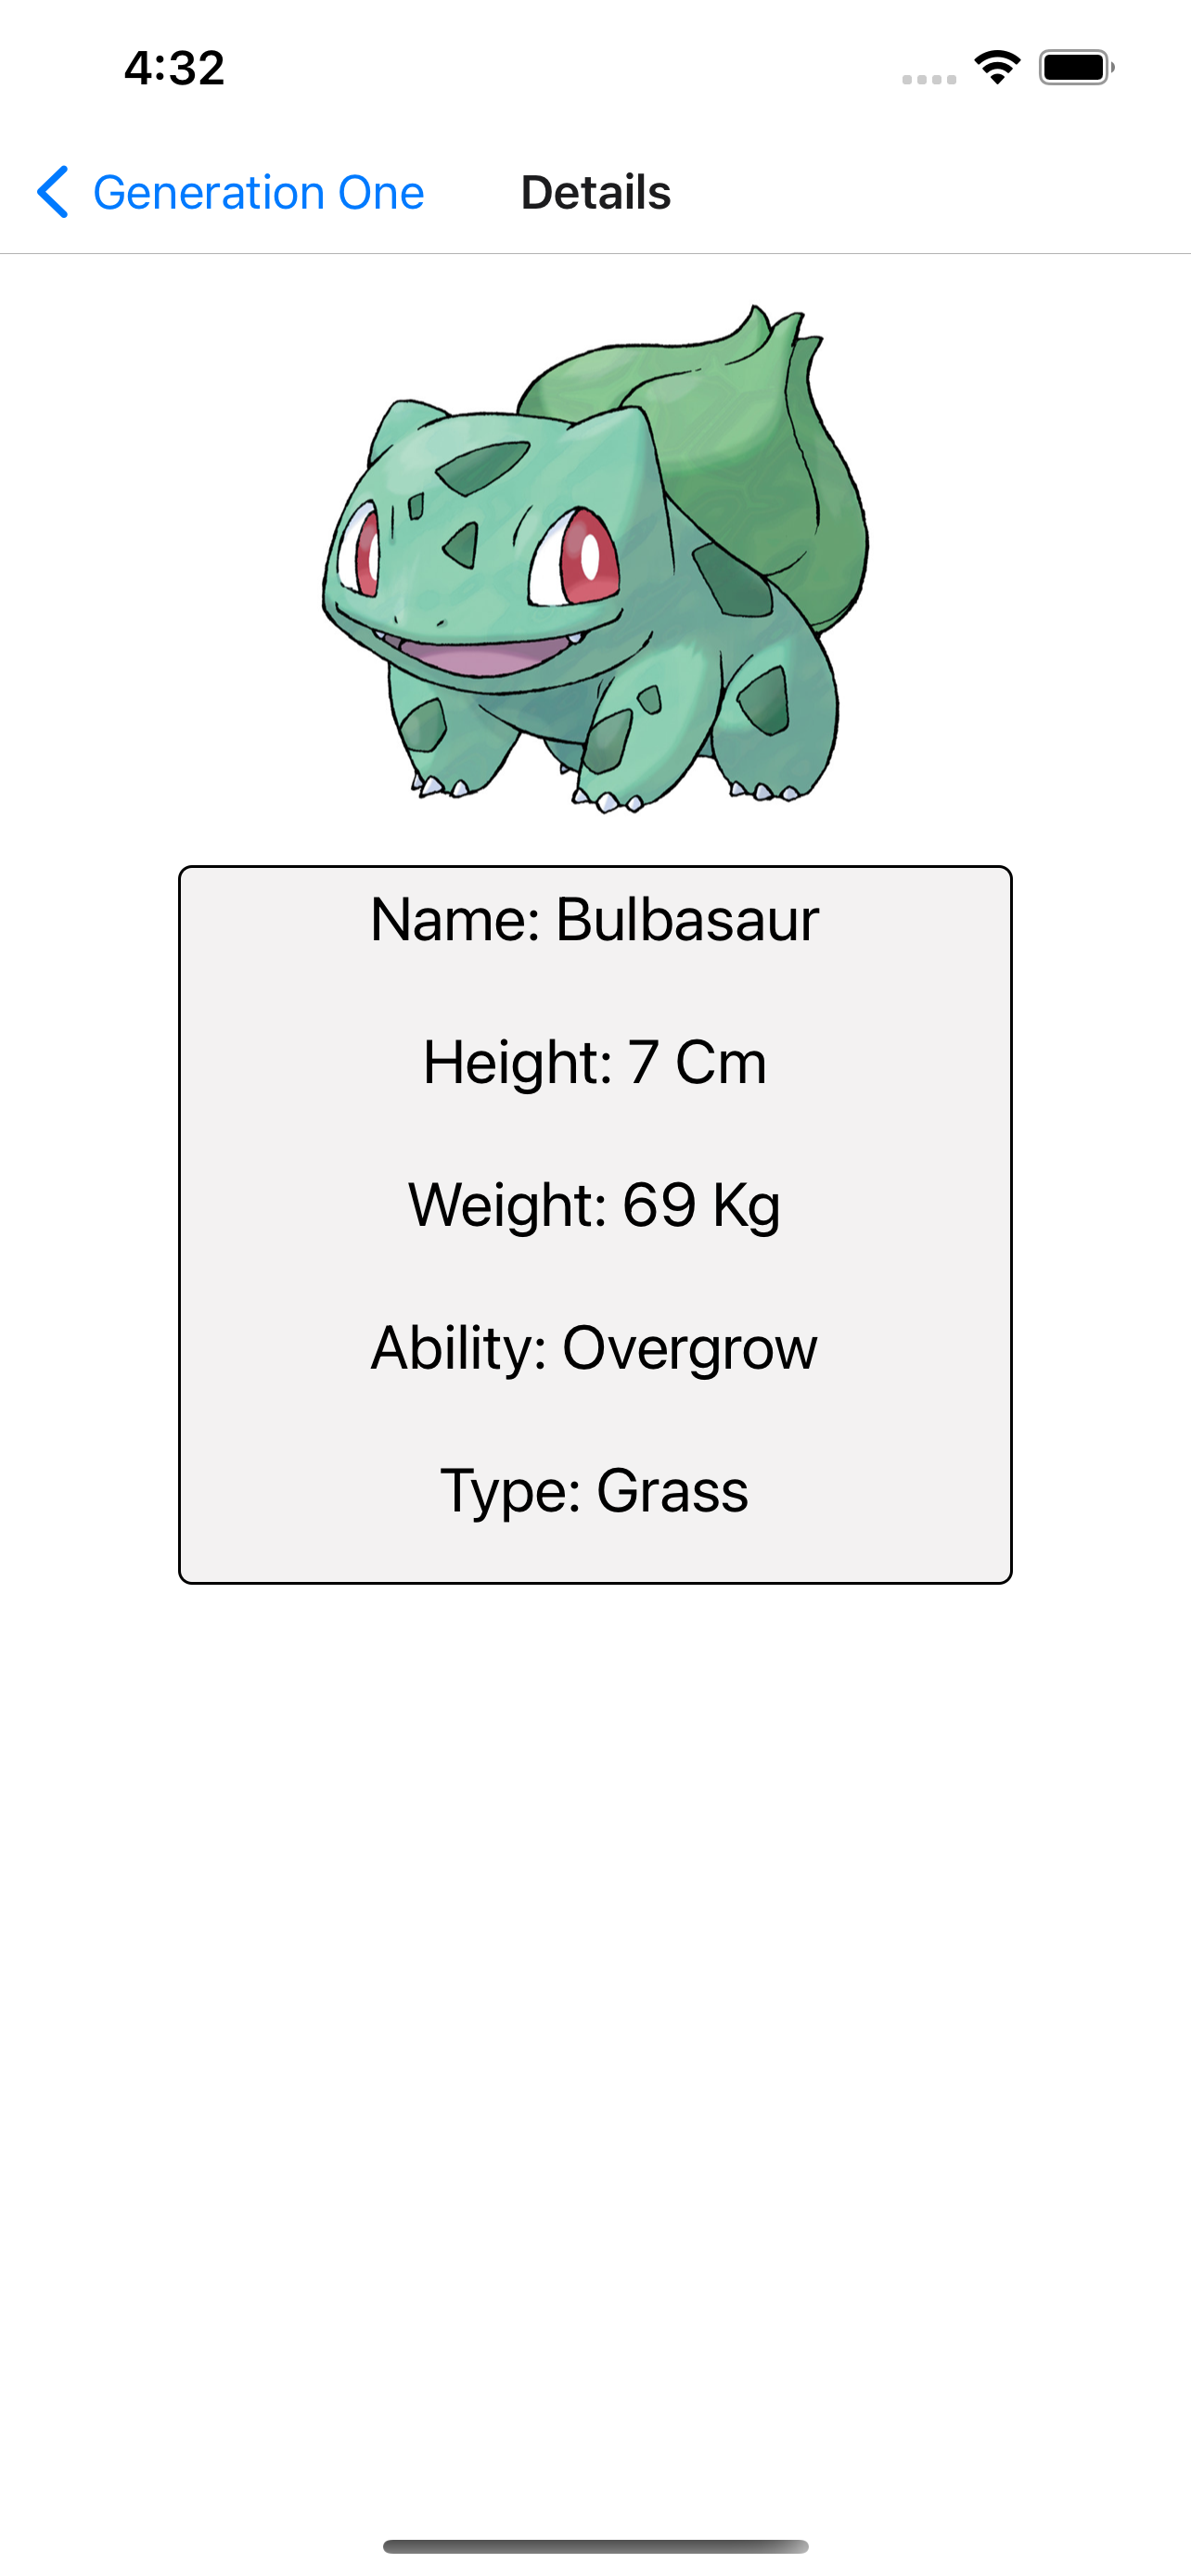 4:32
Generation One Details
Name: Bulbasaur
Height: 7 Cm
Weight: 69 Kg
Ability: Overgrow
Type: Grass